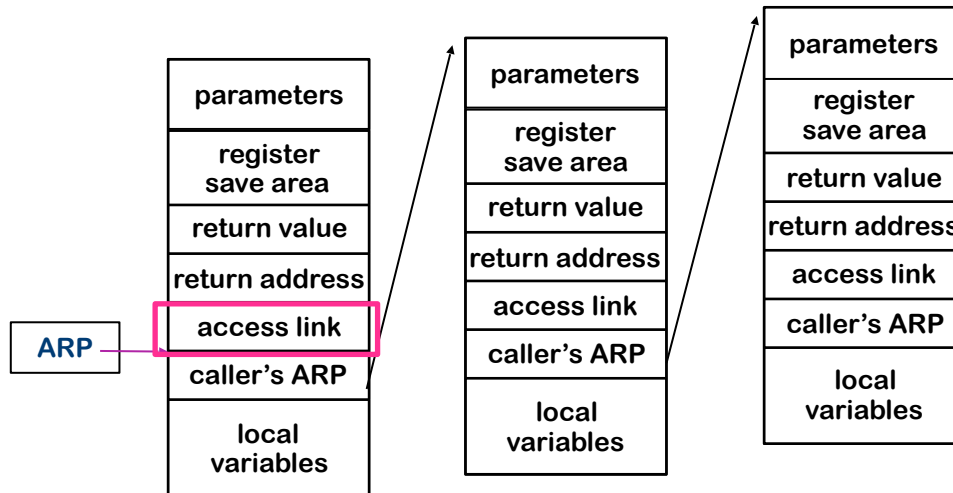 ARP
parameters
register
save area
return value
return address
access link
caller's ARP
local
variables
parameters
register
save area
return value
return address
access link
caller's ARP
local
variables
parameters
register
save area
return value
return address
access link
caller's ARP
local
variables